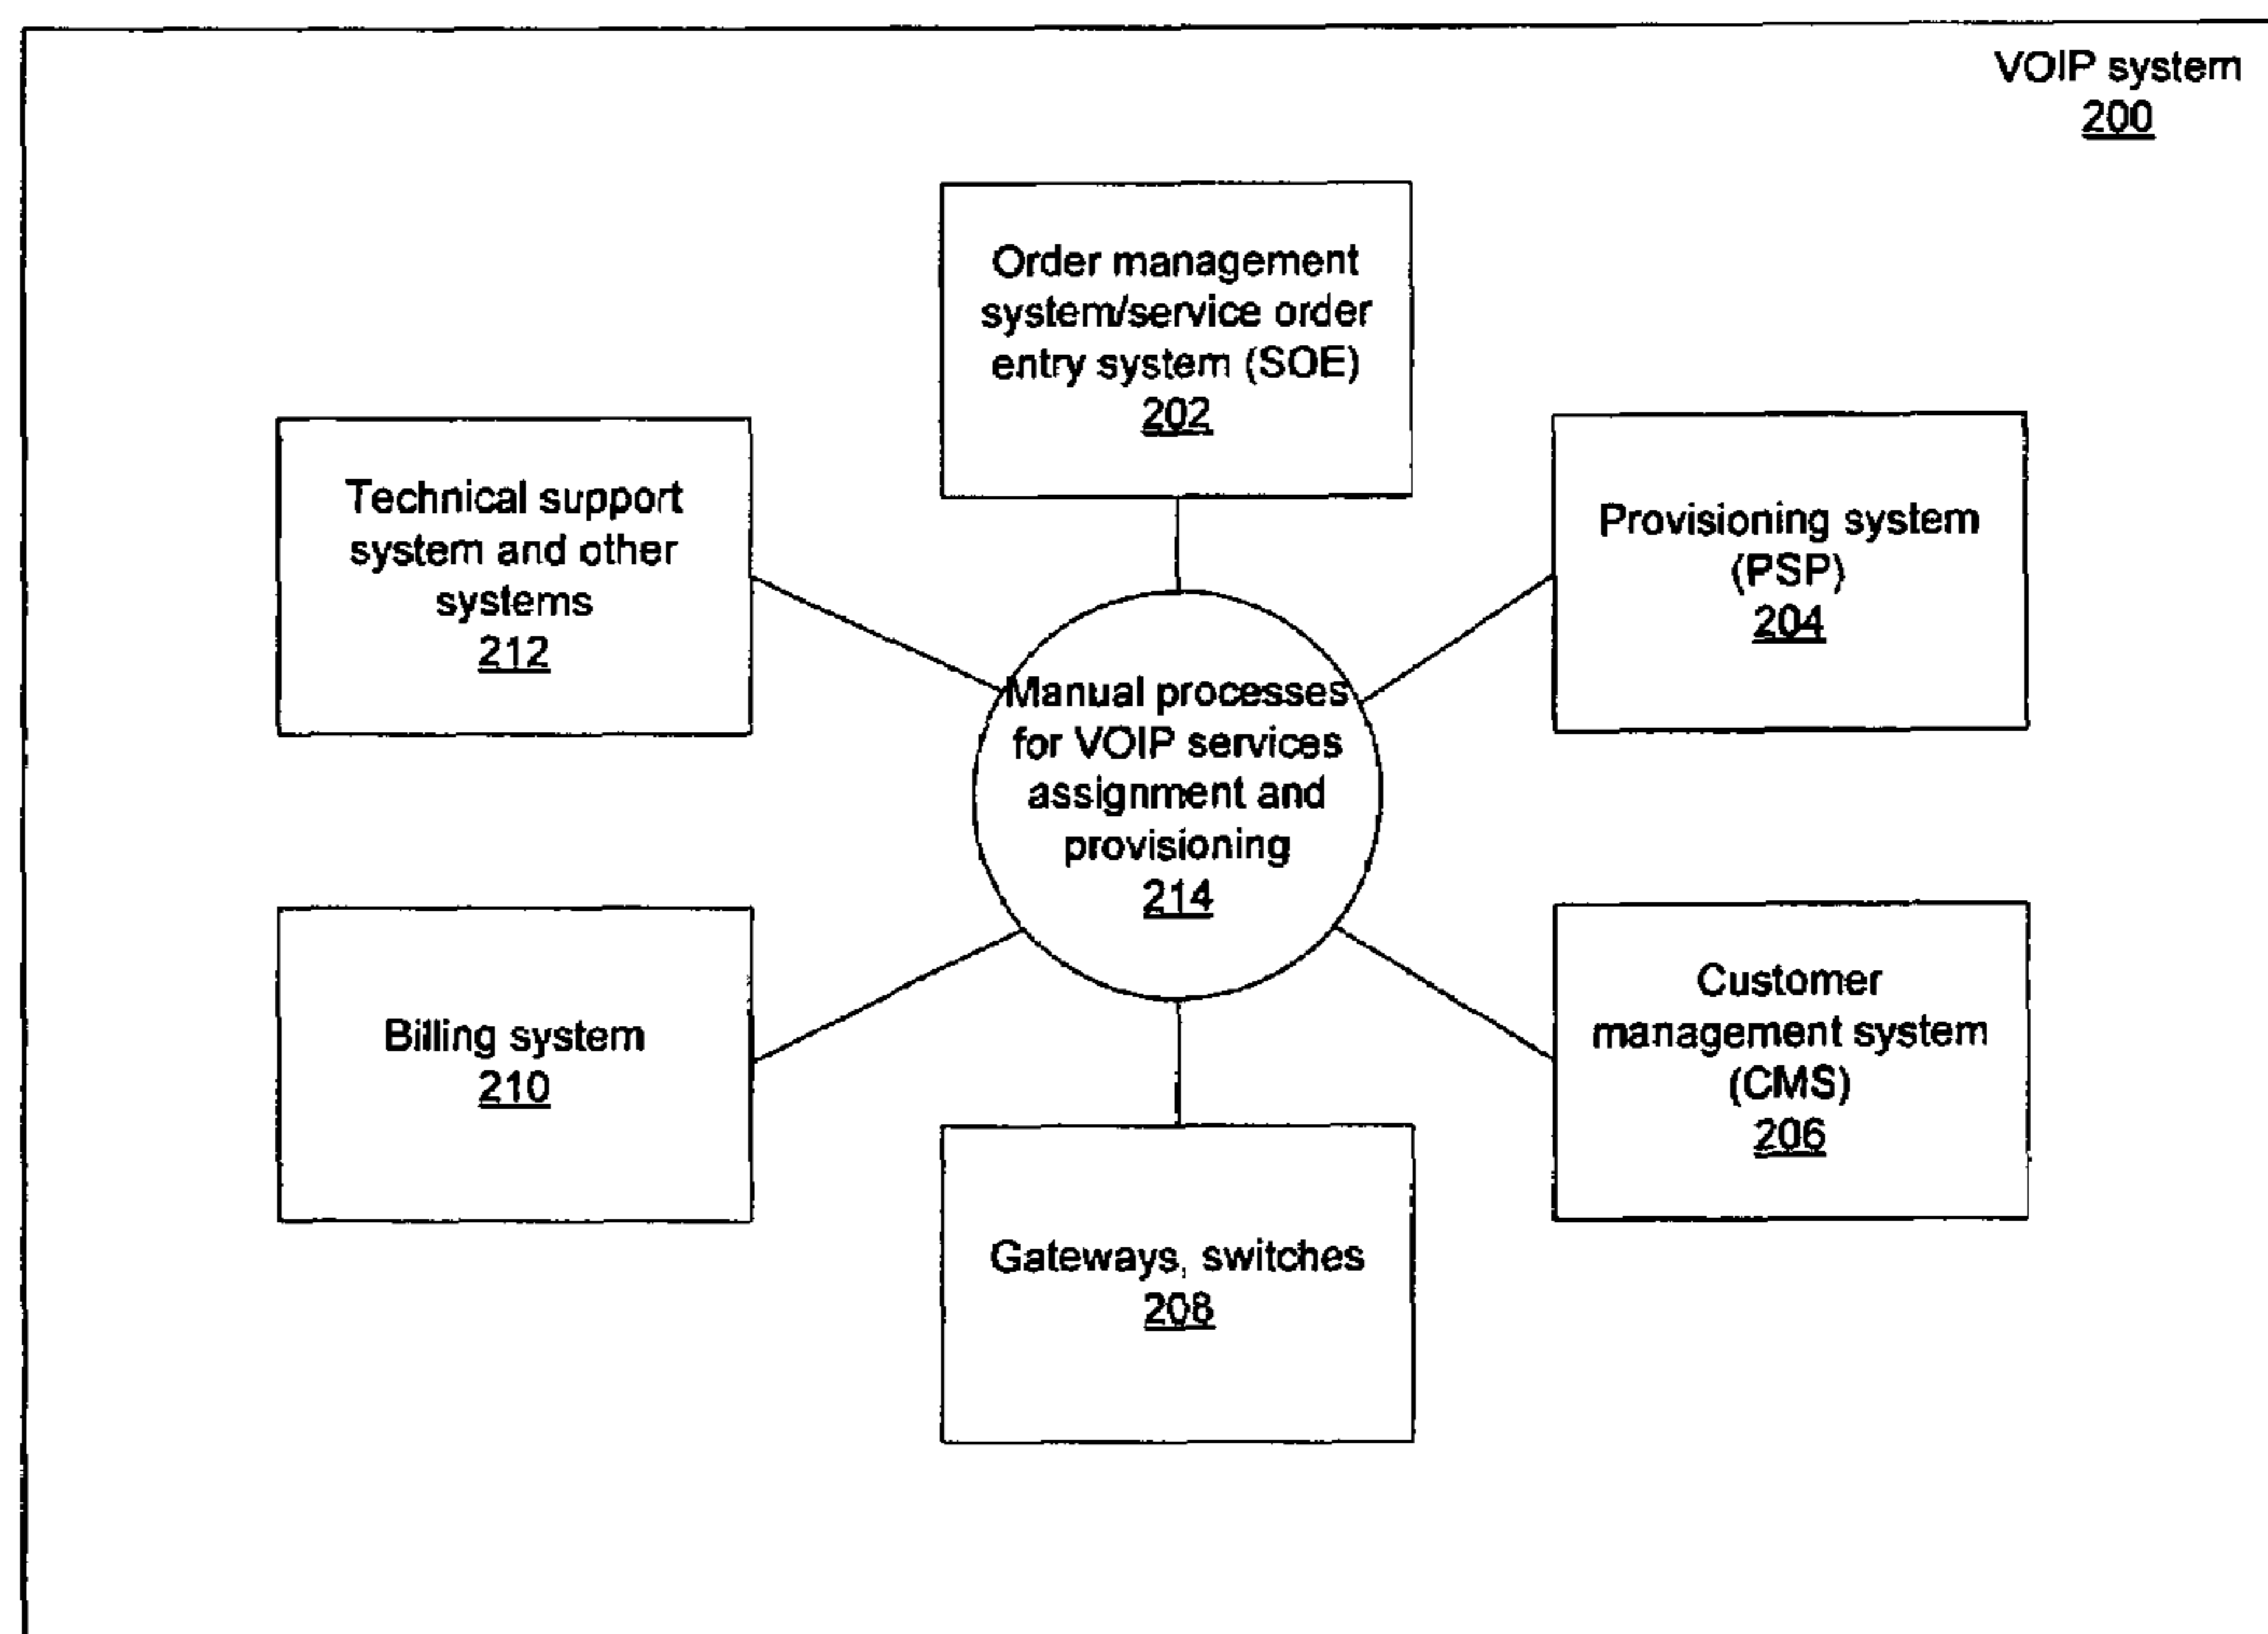 VOIP system
200
Order management
system/service order
entry system (SOE)
202
Technical support
system and other
systems
212
Provisioning system
(PSP)
204
Manual processes
for VOIP services
assignment and
provisioning
214
Billing system
210
Customer
management system
(CMS)
206
Gateways, switches
208